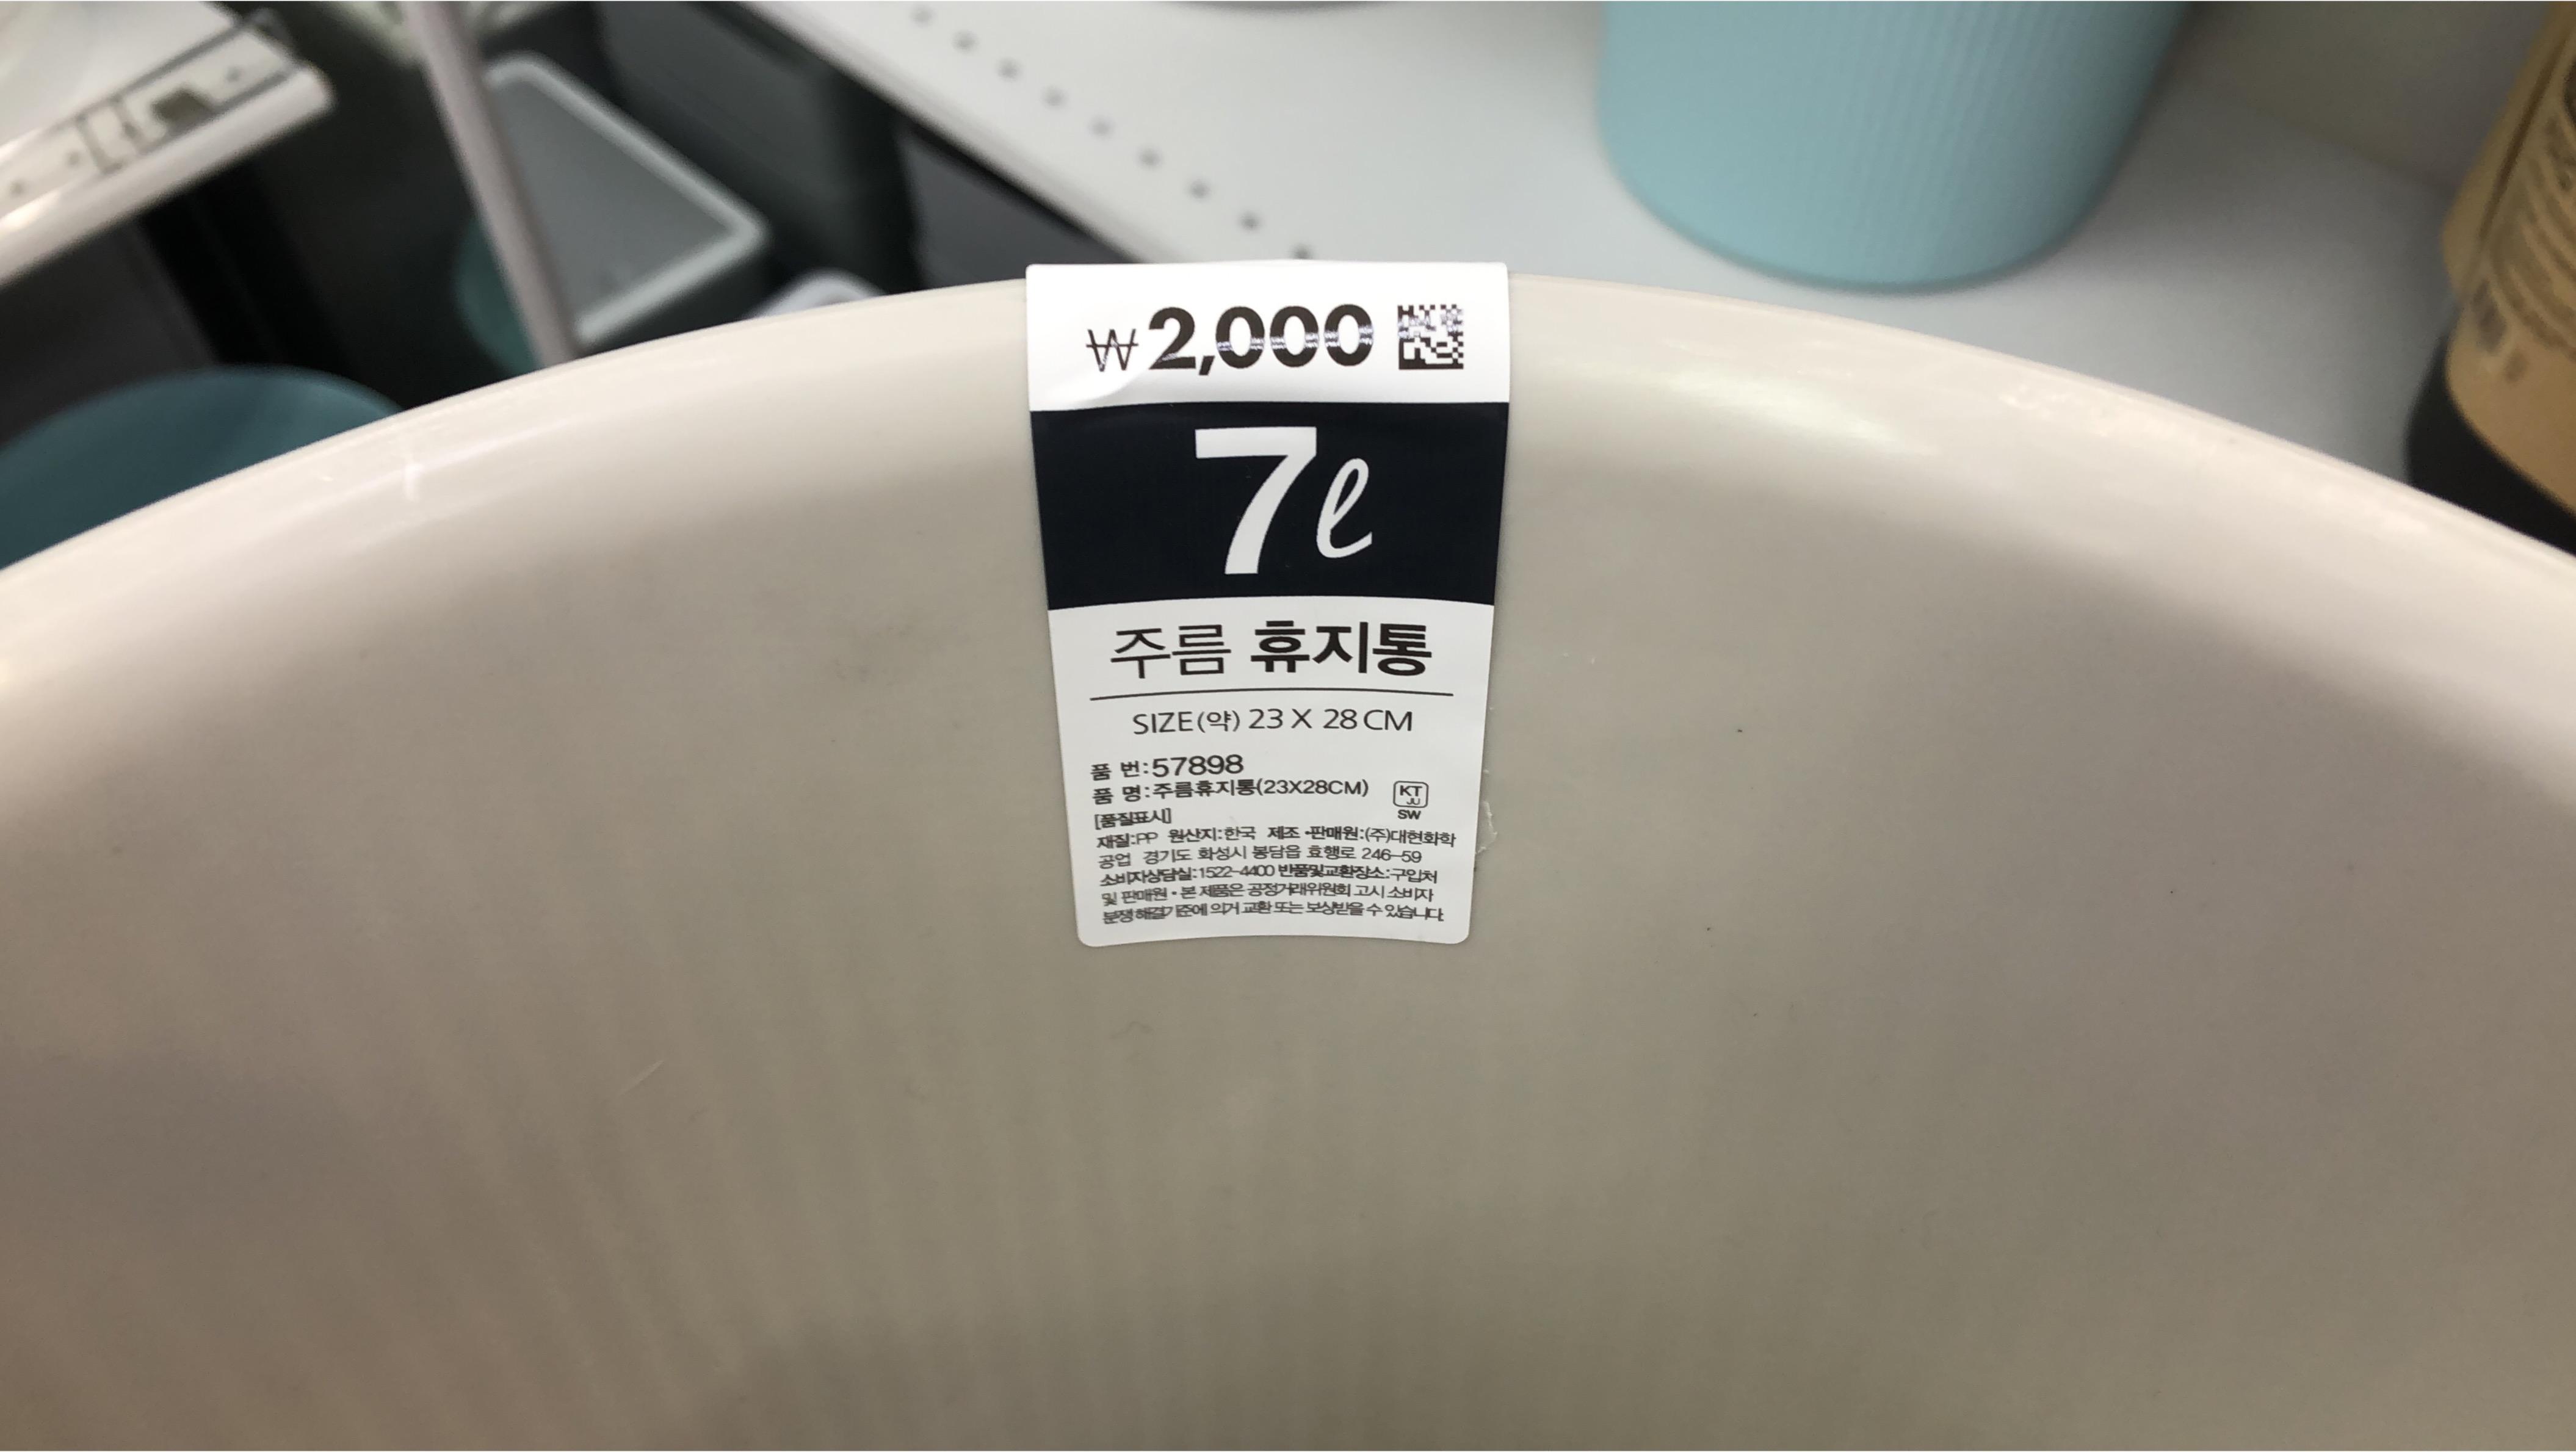 ₩2,000
7ℓ
주름 휴지통
SIZE(약) 23 X 28 CM
품 번:57898
품 명:주름휴지통(23X28CM)
KT
JU
SW
[품질표시]
재질:PP 원산지:한국 제조·판매원:(주)대현화학
공업 경기도 화성시 봉담읍 효행로 246-59
소비자상담실:1522-4400 반품및교환장소:구입처
및 판매원·본 제품은 공정거래위원회 고시 소비자
분쟁해결기준에 의거 교환 또는 보상받을 수 있습니다.